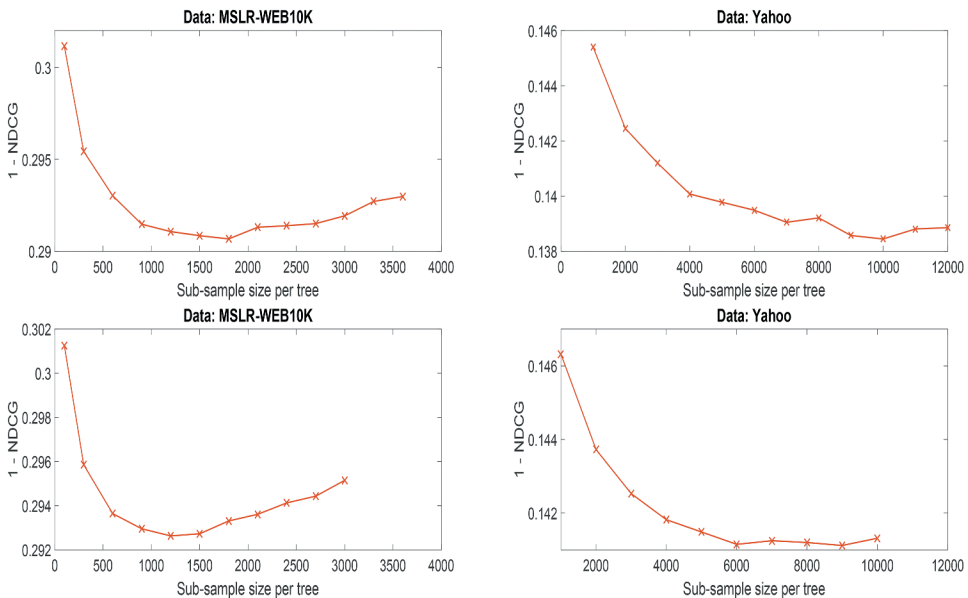 Data: MSLR-WEB10K
1 - NDCG
0.3
0.295
0.29
0 500 1000 1500 2000 2500 3000 3500 4000
Sub-sample size per tree
Data: Yahoo
1 - NDCG
0.146
0.144
0.142
0.14
0.138
0 2000 4000 6000 8000 10000 12000
Sub-sample size per tree
Data: MSLR-WEB10K
1 - NDCG
0.302
0.3
0.298
0.296
0.294
0.292
0 500 1000 1500 2000 2500 3000 3500 4000
Sub-sample size per tree
Data: Yahoo
1 - NDCG
0.146
0.144
0.142
2000 4000 6000 8000 10000 12000
Sub-sample size per tree